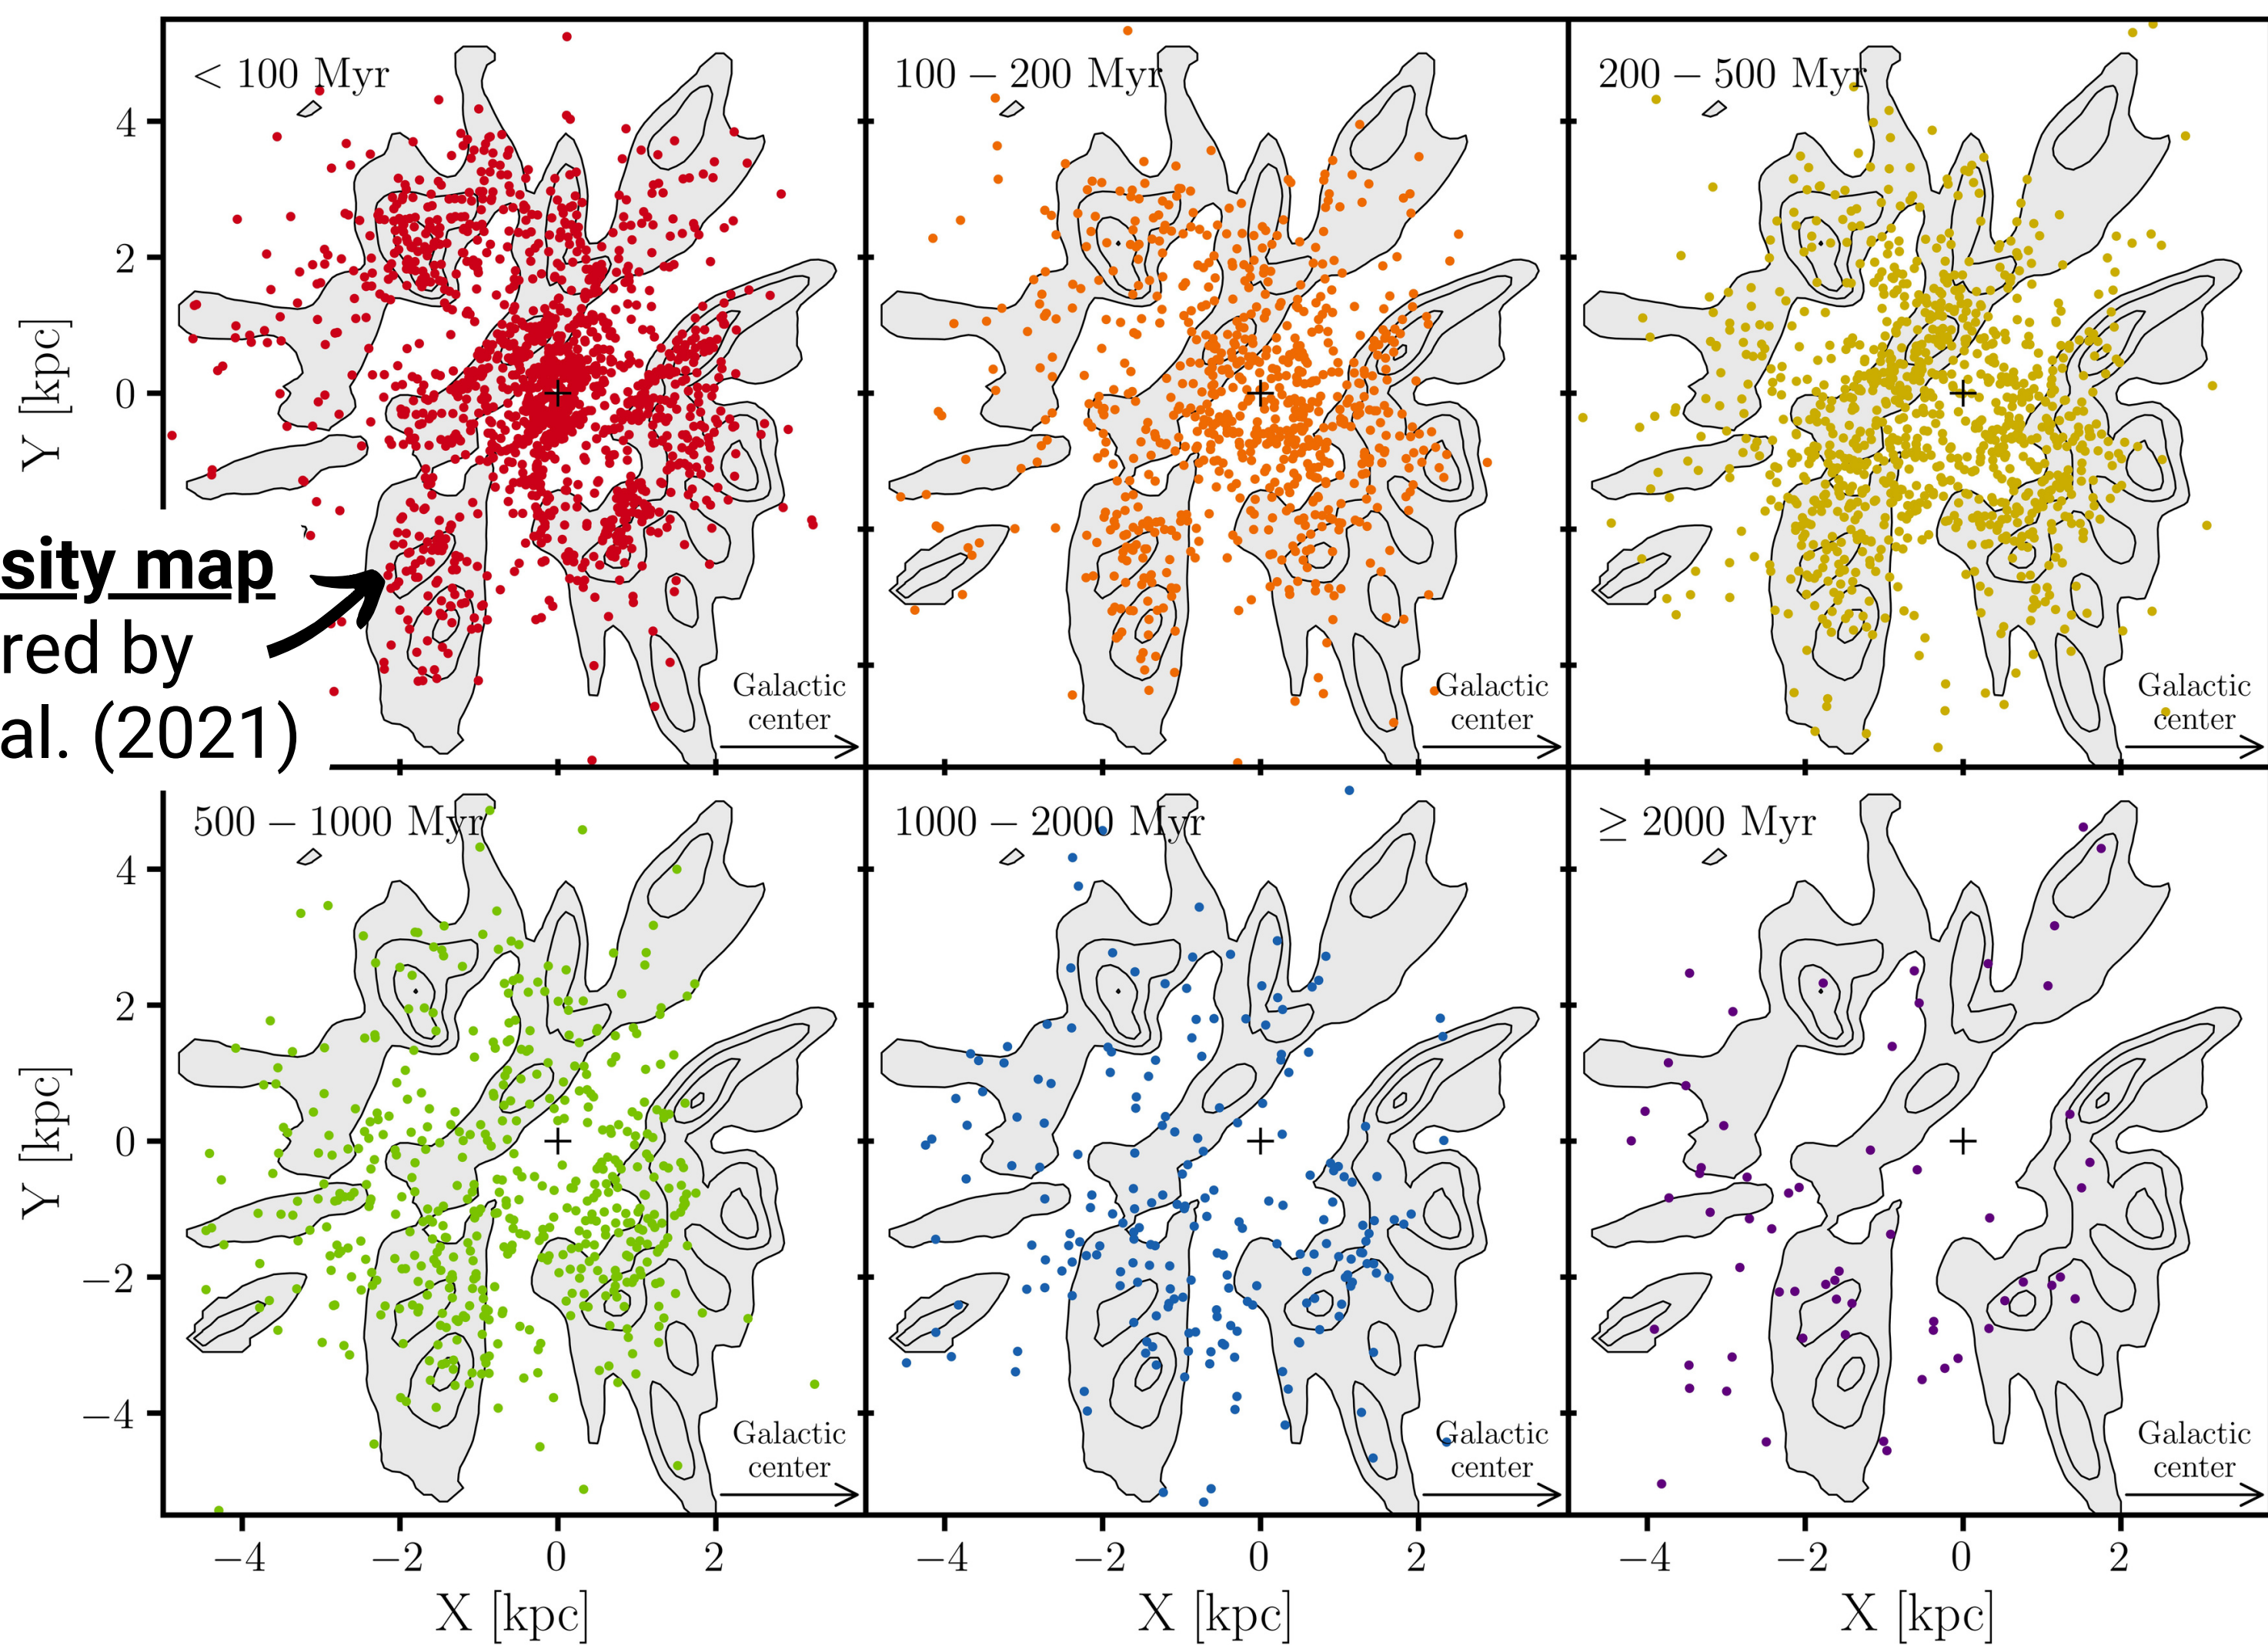 < 100 Myr
100 – 200 Myr
200 – 500 Myr
4
2
0
Y [kpc]
sity map
red by
al. (2021)
Galactic
center
Galactic
center
Galactic
center
500 – 1000 Myr
1000 – 2000 Myr
≥ 2000 Myr
4
2
0
−2
−4
Y [kpc]
Galactic
center
Galactic
center
Galactic
center
−4 −2 0 2
−4 −2 0 2
−4 −2 0 2
X [kpc]
X [kpc]
X [kpc]